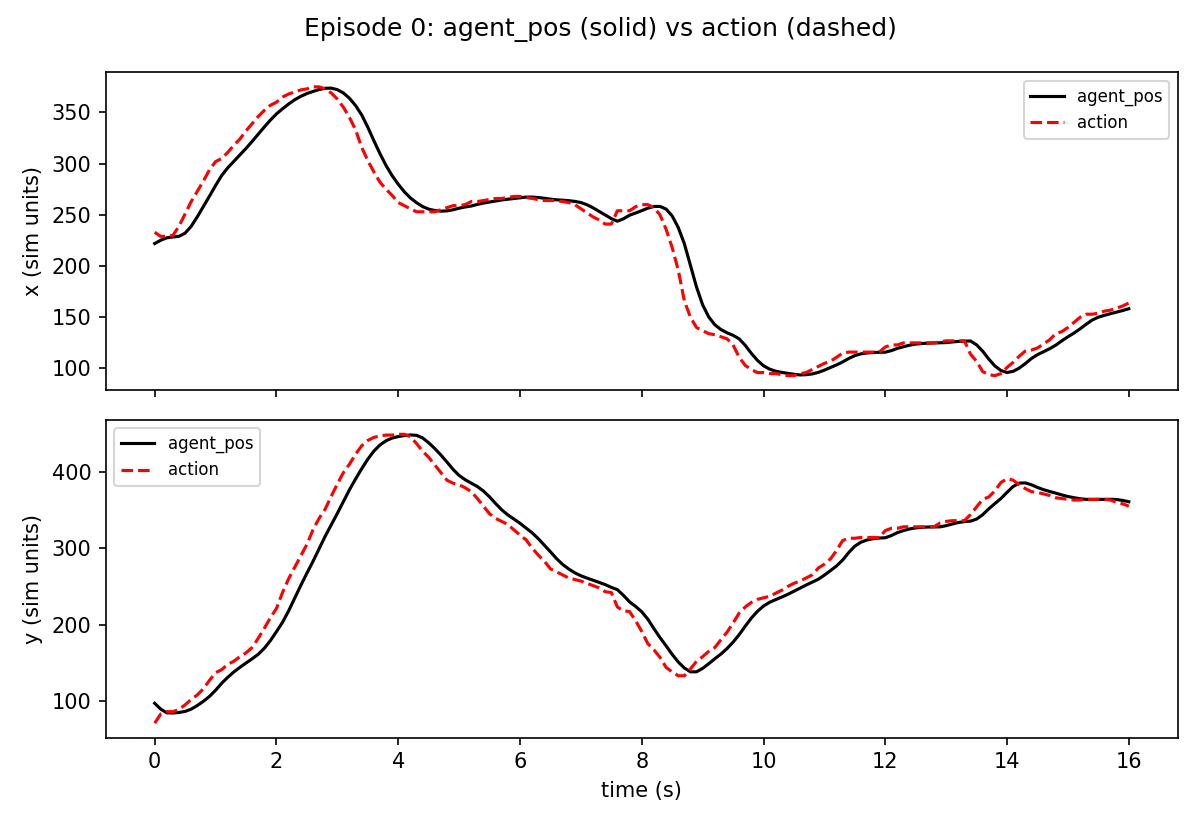 Episode 0: agent_pos (solid) vs action (dashed)
350
300
250
200
150
100
x (sim units)
agent_pos
action
400
300
200
100
y (sim units)
agent_pos
action
0 2 4 6 8 10 12 14 16
time (s)